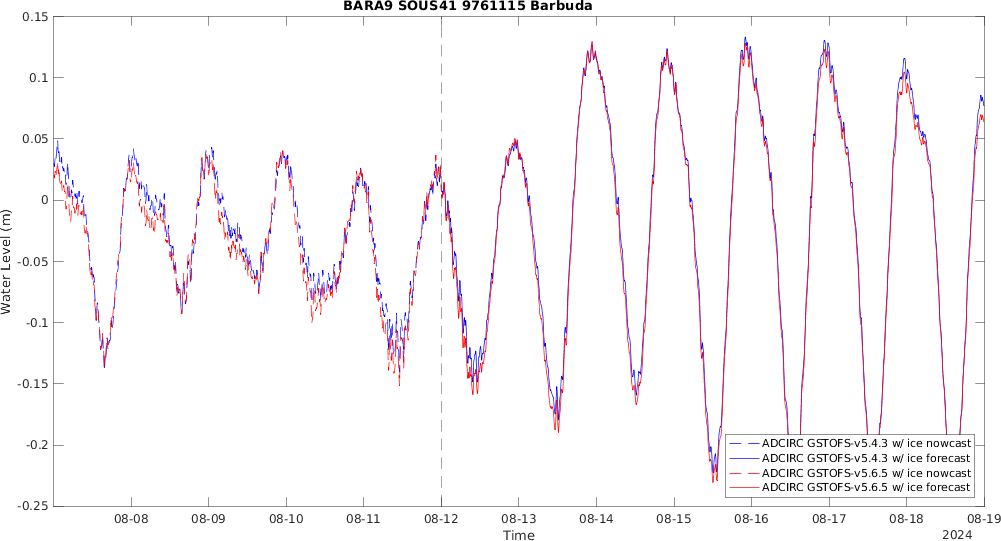 BARA9 SOUS41 9761115 Barbuda
0.15
0.1
0.05
0
-0.05
-0.1
-0.15
-0.2
-0.25
Water Level (m)
ADCIRC GSTOFS-v5.4.3 w/ ice nowcast
ADCIRC GSTOFS-v5.4.3 w/ ice forecast
ADCIRC GSTOFS-v5.6.5 w/ ice nowcast
ADCIRC GSTOFS-v5.6.5 w/ ice forecast
08-08 08-09 08-10 08-11 08-12 08-13 08-14 08-15 08-16 08-17 08-18 08-19
Time
2024